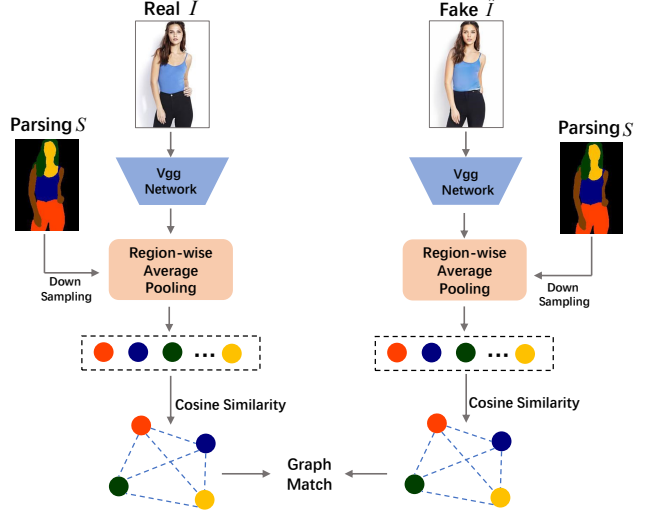 Real I
Fake Ĩ
Parsing S
Parsing S
Vgg
Network
Vgg
Network
Region-wise
Average
Pooling
Region-wise
Average
Pooling
Down
Sampling
Down
Sampling
...
...
Cosine Similarity
Cosine Similarity
Graph
Match